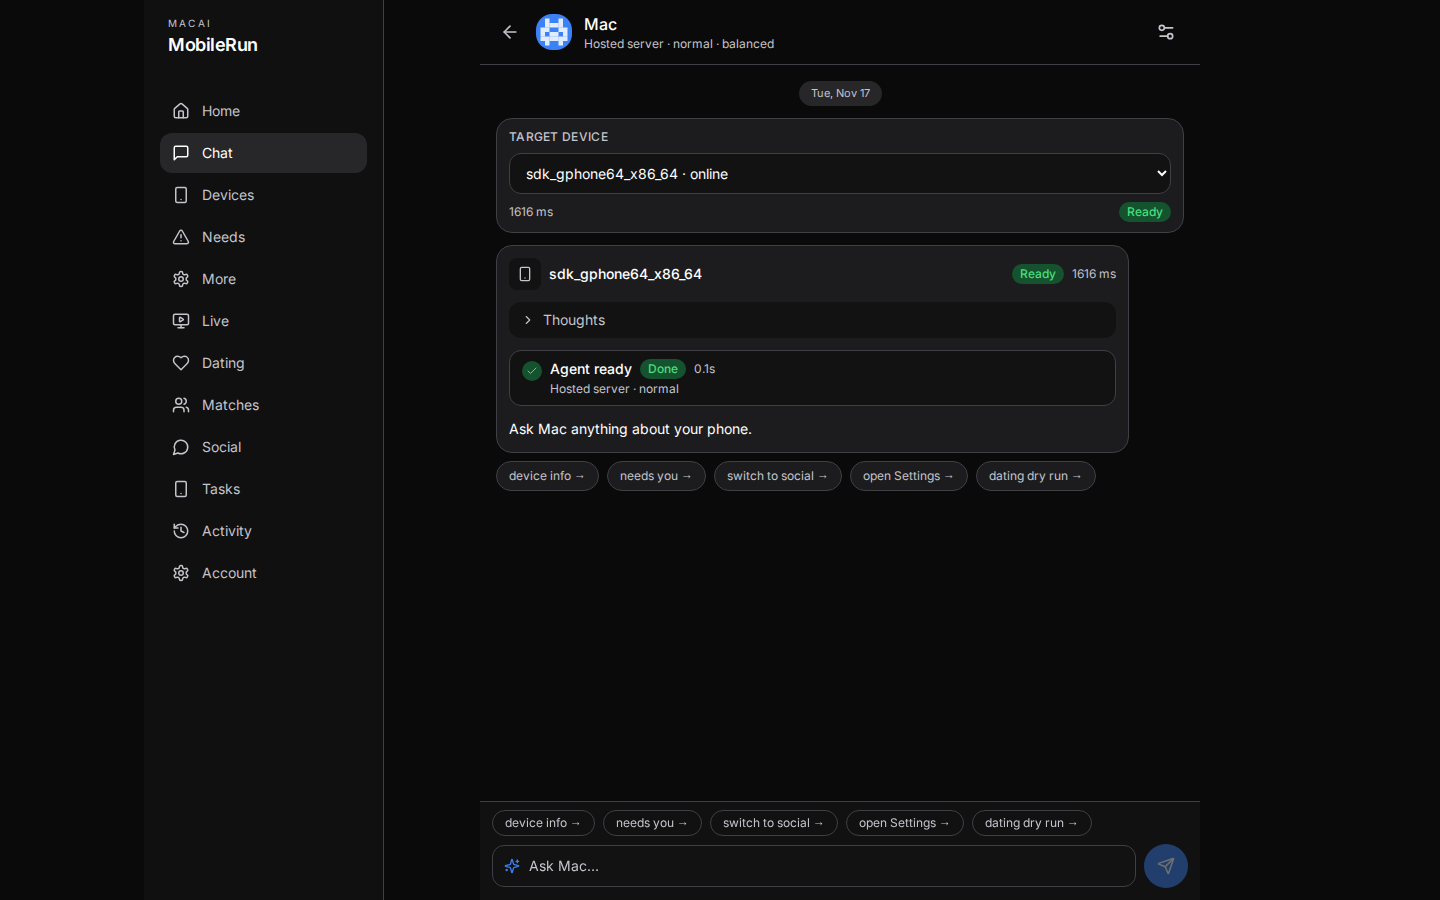 MACAI
MobileRun
Home
Chat
Devices
Needs
More
Live
Dating
Matches
Social
Tasks
Activity
Account
Mac
Hosted server · normal · balanced
Tue, Nov 17
TARGET DEVICE
sdk_gphone64_x86_64 · online
1616 ms
Ready
sdk_gphone64_x86_64
Ready 1616 ms
Thoughts
Agent ready Done 0.1s
Hosted server · normal
Ask Mac anything about your phone.
device info → needs you → switch to social → open Settings → dating dry run →
device info → needs you → switch to social → open Settings → dating dry run →
Ask Mac...